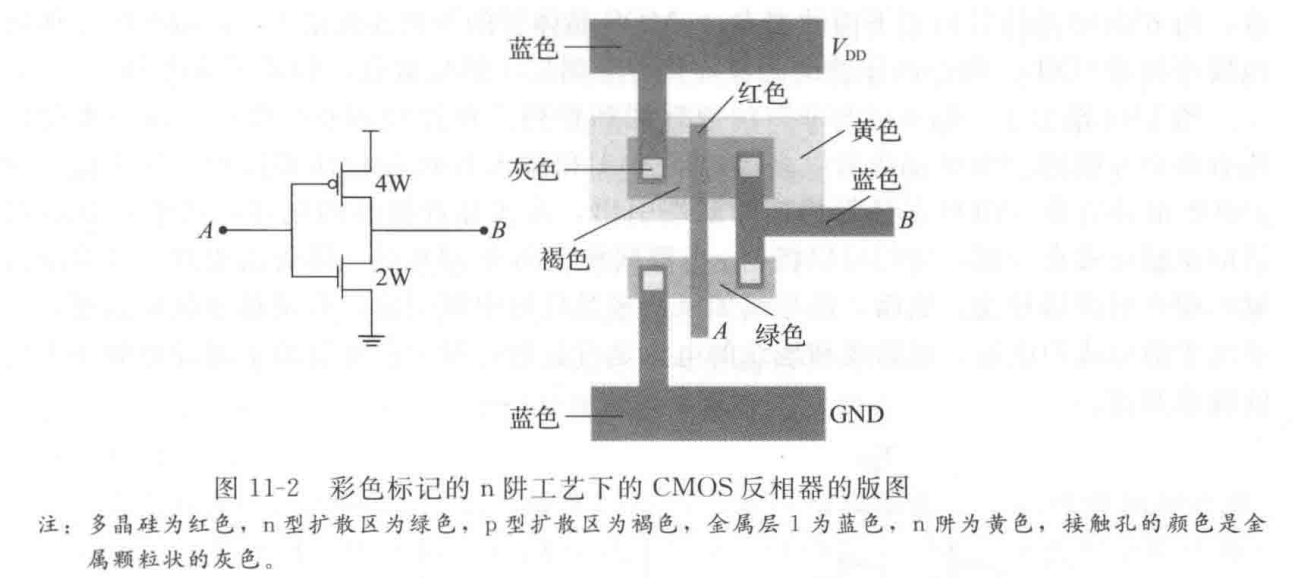 蓝色
V_DD
红色
黄色
灰色
4W
蓝色
A
B
B
褐色
2W
A
绿色
蓝色
GND
图 11-2 彩色标记的 n 阱工艺下的 CMOS 反相器的版图
注：多晶硅为红色，n 型扩散区为绿色，p 型扩散区为褐色，金属层 1 为蓝色，n 阱为黄色，接触孔的颜色是金
属颗粒状的灰色。